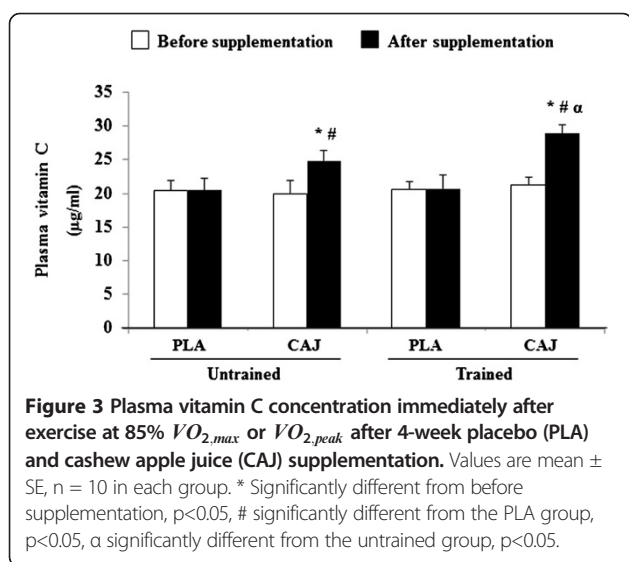 Before supplementation After supplementation
35
30
25
20
15
10
5
0
Plasma vitamin C
(µg/ml)
* #
* # α
PLA CAJ PLA CAJ
Untrained Trained
Figure 3 Plasma vitamin C concentration immediately after
exercise at 85% VO2,max or VO2,peak after 4-week placebo (PLA)
and cashew apple juice (CAJ) supplementation. Values are mean ±
SE, n = 10 in each group. * Significantly different from before
supplementation, p<0.05, # significantly different from the PLA group,
p<0.05, α significantly different from the untrained group, p<0.05.